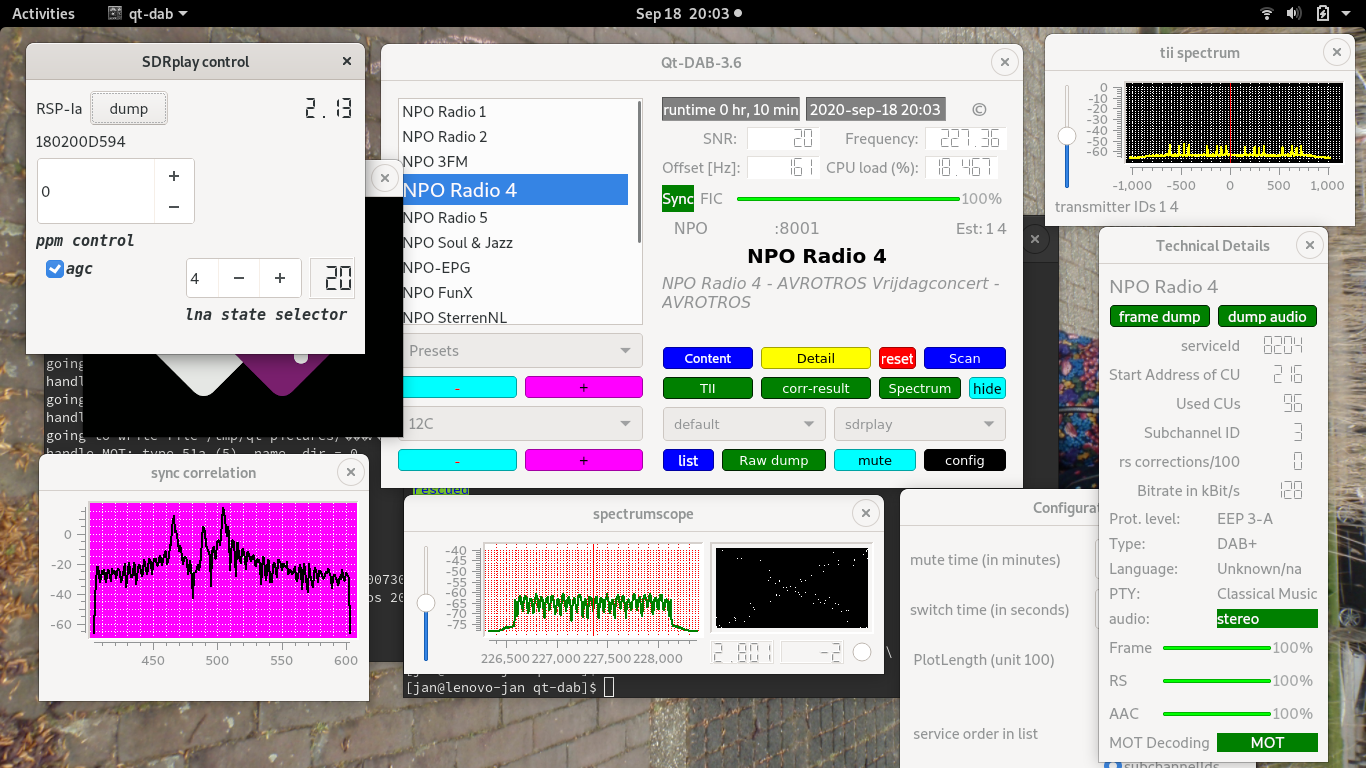 Activities
qt-dab
Sep 18 20:03
SDRplay control
RSP-Ia
dump
2.13
180200D594
0
+
−
ppm control
agc
4
−
+
20
lna state selector
going
handl
going
handl
going to write file /tmp/qt-pictures/
Qt-DAB-3.6
NPO Radio 1
NPO Radio 2
NPO 3FM
NPO Radio 4
NPO Radio 5
NPO Soul & Jazz
NPO-EPG
NPO FunX
NPO SterrenNL
Presets
-
+
12C
-
+
runtime 0 hr, 10 min
2020-sep-18 20:03
©
SNR:
20
Frequency:
227.36
Offset [Hz]:
161
CPU load (%):
18.467
Sync
FIC
100%
NPO
:8001
Est: 1 4
NPO Radio 4
NPO Radio 4 - AVROTROS Vrijdagconcert -
AVROTROS
Content
Detail
reset
Scan
TII
corr-result
Spectrum
hide
default
sdrplay
list
Raw dump
mute
config
tii spectrum
0
-10
-20
-30
-40
-50
-60
-1,000
-500
0
500
1,000
transmitter IDs 1 4
Technical Details
NPO Radio 4
frame dump
dump audio
serviceId
8204
Start Address of CU
216
Used CUs
96
Subchannel ID
3
rs corrections/100
0
Bitrate in kBit/s
128
Prot. level:
EEP 3-A
Type:
DAB+
Language:
Unknown/na
PTY:
Classical Music
audio:
stereo
Frame
100%
RS
100%
AAC
100%
MOT Decoding
MOT
subchannelIds
sync correlation
0
-20
-40
-60
450
500
550
600
rescued
00730
os 20
spectrumscope
-40
-45
-50
-55
-60
-65
-70
-75
226,500
227,000
227,500
228,000
2.801
-2
\
[jan@lenovo-jan qt-dab]$
Configurat
mute time (in minutes)
switch time (in seconds)
PlotLength (unit 100)
service order in list